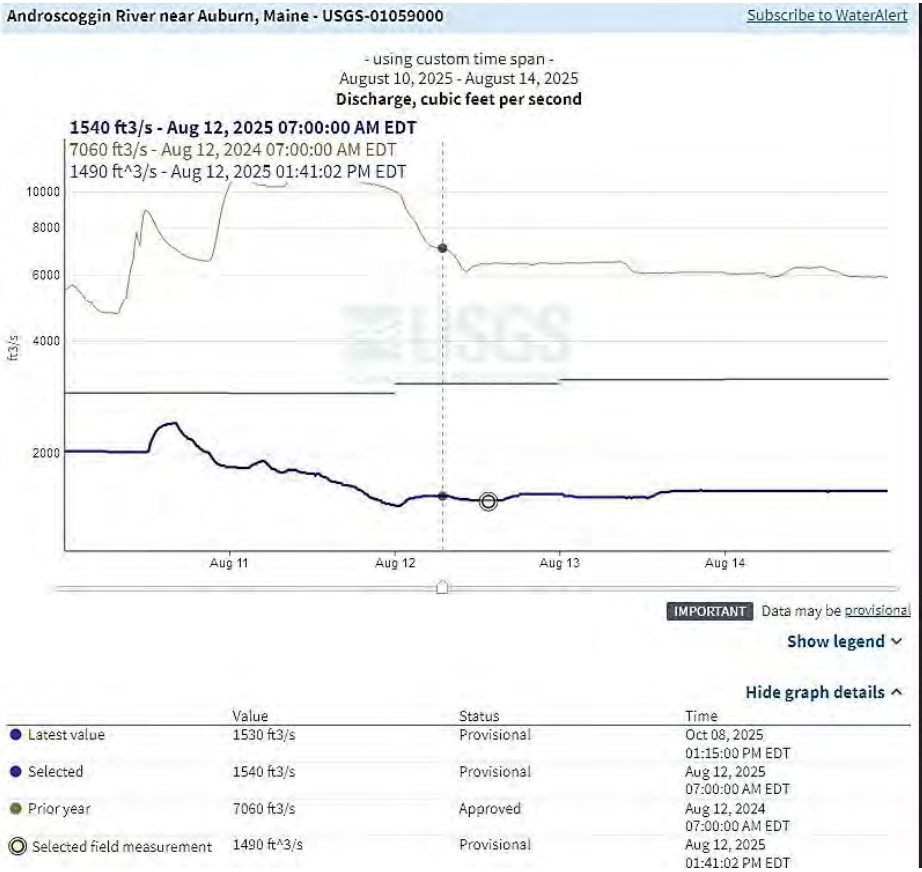 Androscoggin River near Auburn, Maine - USGS-01059000 Subscribe to WaterAlert
- using custom time span -
August 10, 2025 - August 14, 2025
Discharge, cubic feet per second
1540 ft3/s - Aug 12, 2025 07:00:00 AM EDT
7060 ft3/s - Aug 12, 2024 07:00:00 AM EDT
1490 ft^3/s - Aug 12, 2025 01:41:02 PM EDT
10000
8000
6000
USGS
ft3/s
4000
2000
Aug 11 Aug 12 Aug 13 Aug 14
IMPORTANT Data may be provisional
Show legend
Hide graph details
Value Status Time
Latest value 1530 ft3/s Provisional Oct 08, 2025
01:15:00 PM EDT
Selected 1540 ft3/s Provisional Aug 12, 2025
07:00:00 AM EDT
Prior year 7060 ft3/s Approved Aug 12, 2024
07:00:00 AM EDT
Selected field measurement 1490 ft^3/s Provisional Aug 12, 2025
01:41:02 PM EDT